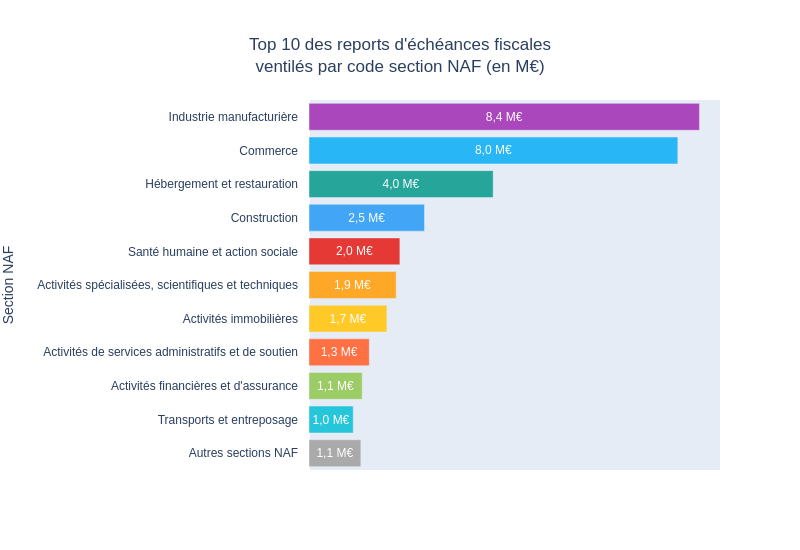 Top 10 des reports d'échéances fiscales
ventilés par code section NAF (en M€)
Section NAF
Industrie manufacturière 8,4 M€
Commerce 8,0 M€
Hébergement et restauration 4,0 M€
Construction 2,5 M€
Santé humaine et action sociale 2,0 M€
Activités spécialisées, scientifiques et techniques 1,9 M€
Activités immobilières 1,7 M€
Activités de services administratifs et de soutien 1,3 M€
Activités financières et d'assurance 1,1 M€
Transports et entreposage 1,0 M€
Autres sections NAF 1,1 M€